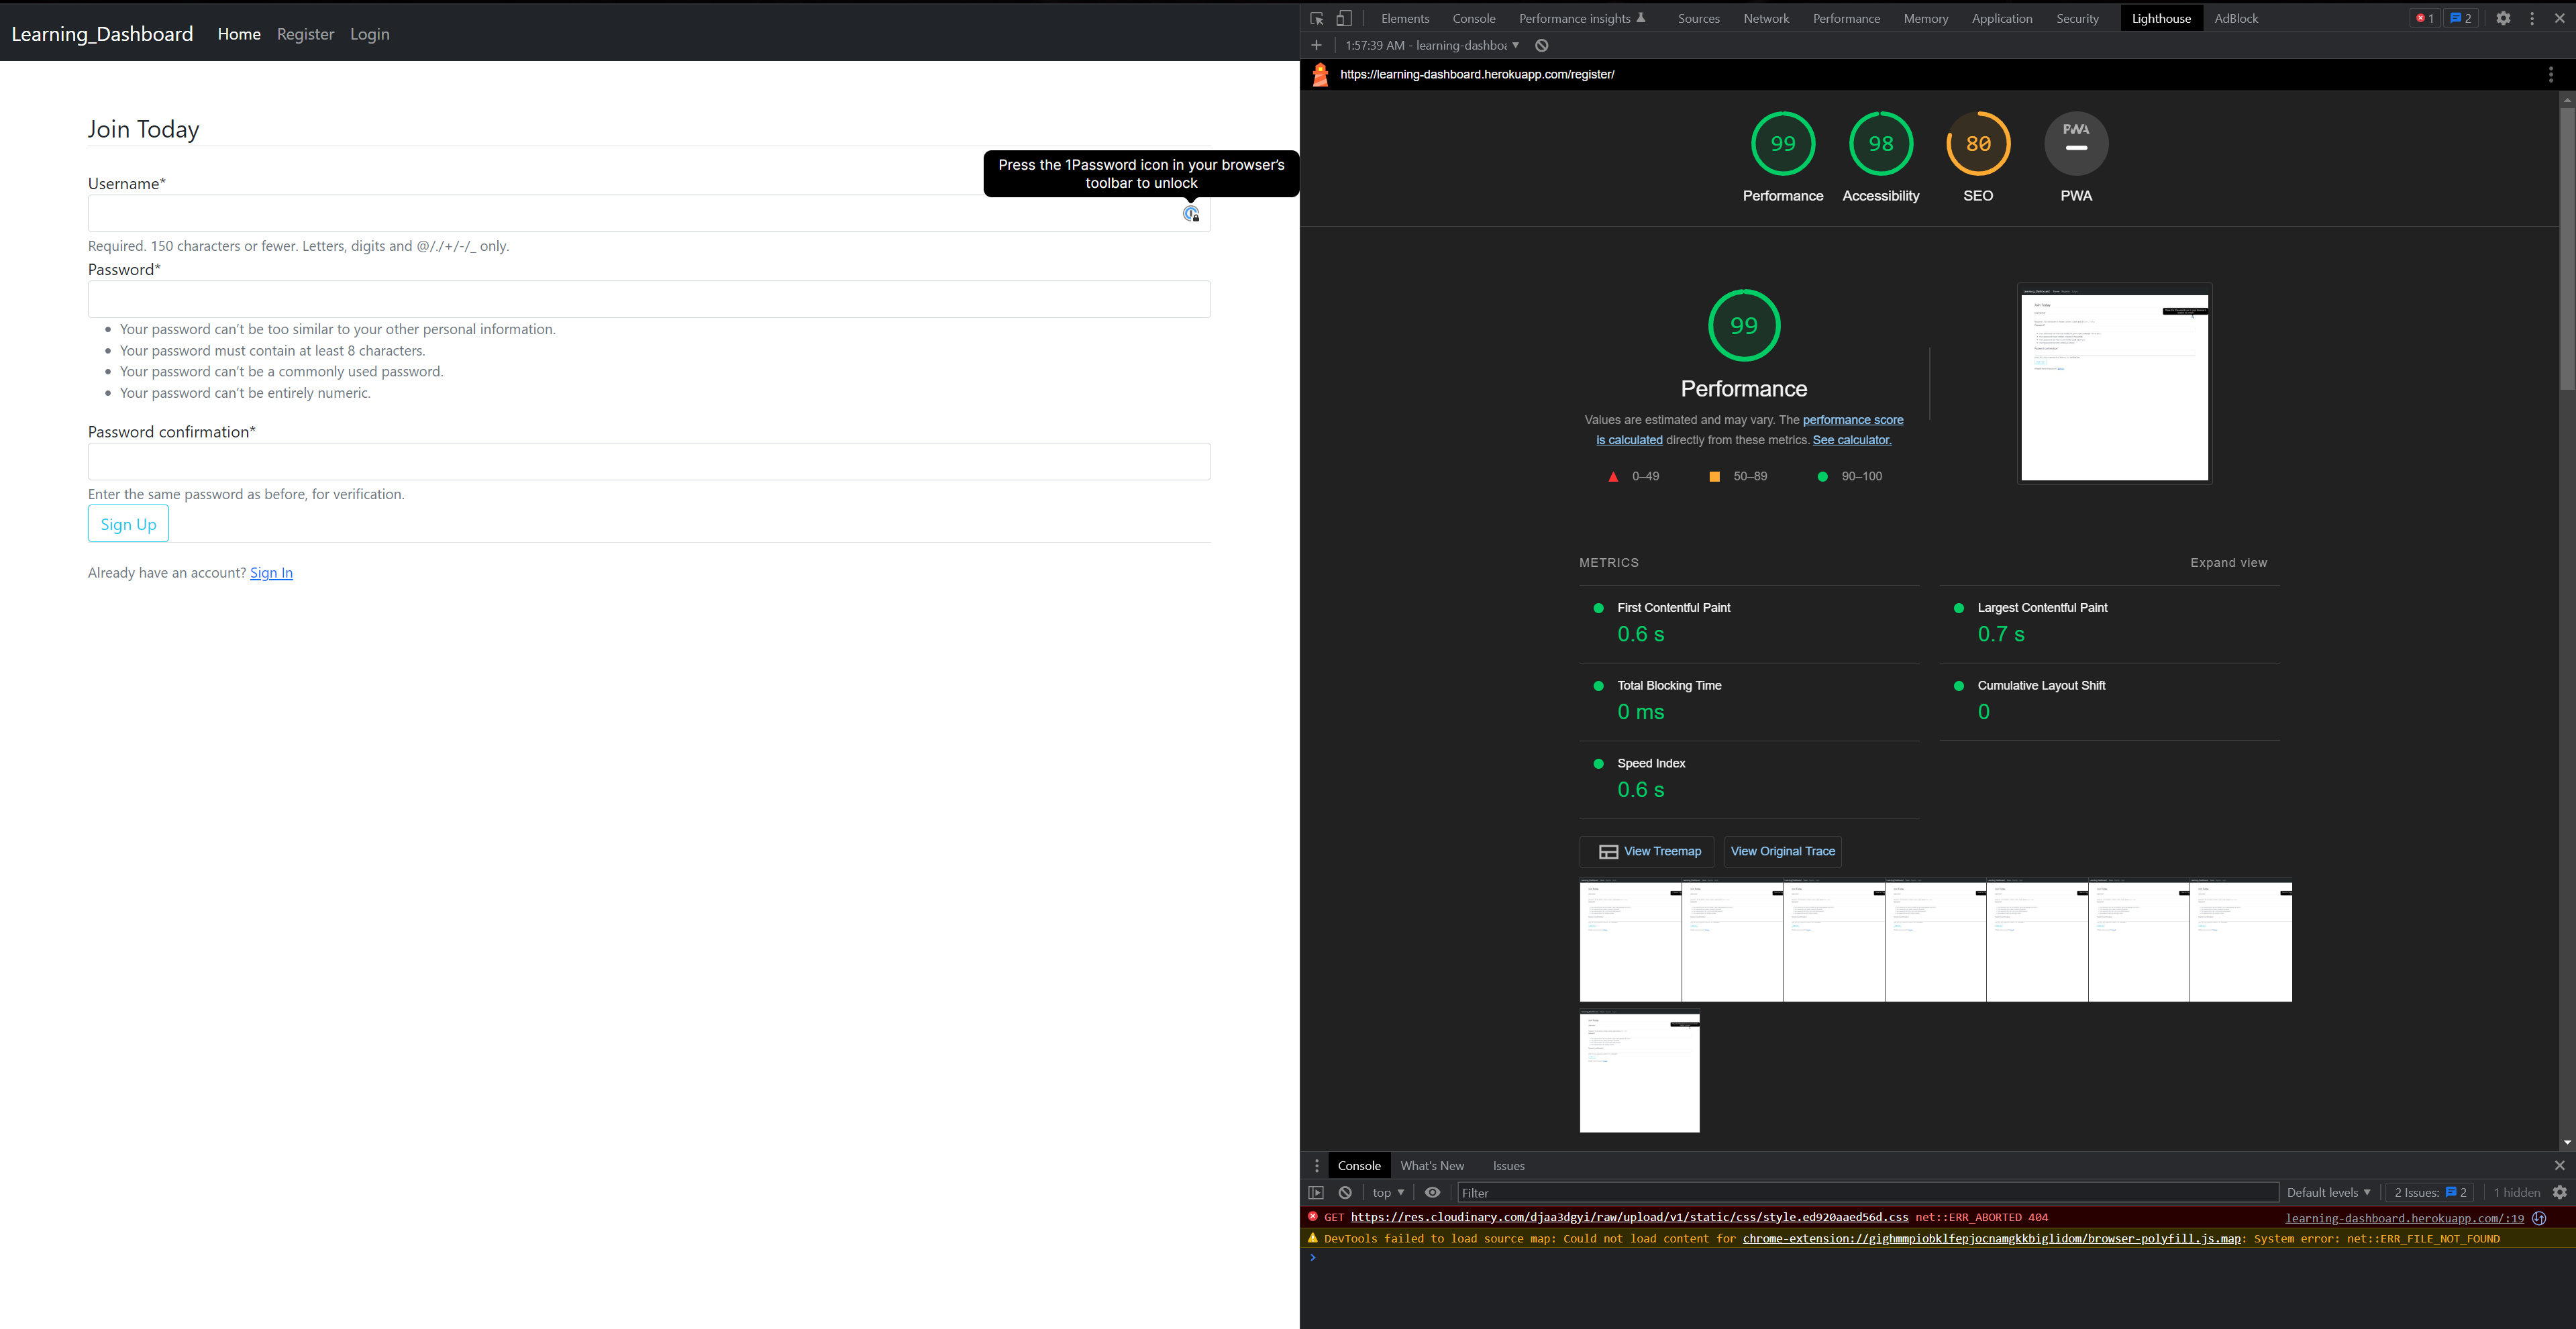 Learning_Dashboard Home Register Login
Join Today
Press the 1Password icon in your browser's
toolbar to unlock
Username*
Required. 150 characters or fewer. Letters, digits and @/./+/-/_ only.
Password*
Your password can't be too similar to your other personal information.
Your password must contain at least 8 characters.
Your password can't be a commonly used password.
Your password can't be entirely numeric.
Password confirmation*
Enter the same password as before, for verification.
Sign Up
Already have an account? Sign In
Elements Console Performance insights Sources Network Performance Memory Application Security Lighthouse AdBlock 1 2
1:57:39 AM - learning-dashboa
https://learning-dashboard.herokuapp.com/register/
99 98 80 PWA
Performance Accessibility SEO PWA
99
Performance
Values are estimated and may vary. The performance score
is calculated directly from these metrics. See calculator.
0–49 50–89 90–100
METRICS Expand view
First Contentful Paint Largest Contentful Paint
0.6 s 0.7 s
Total Blocking Time Cumulative Layout Shift
0 ms 0
Speed Index
0.6 s
View Treemap View Original Trace
Console What's New Issues
top Filter Default levels 2 Issues: 2 1 hidden
GET https://res.cloudinary.com/djaa3dgyi/raw/upload/v1/static/css/style.ed920aaed56d.css net::ERR_ABORTED 404 learning-dashboard.herokuapp.com/:19
DevTools failed to load source map: Could not load content for chrome-extension://gighmmpiobklfepjocnamgkkbiglidom/browser-polyfill.js.map: System error: net::ERR_FILE_NOT_FOUND